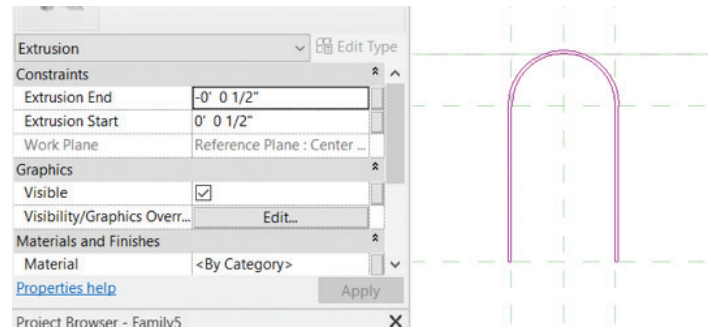 Extrusion Edit Type
Constraints
Extrusion End -0' 0 1/2"
Extrusion Start 0' 0 1/2"
Work Plane Reference Plane : Center ...
Graphics
Visible
Visibility/Graphics Overr... Edit...
Materials and Finishes
Material <By Category>
Properties help Apply
Project Browser - Family5